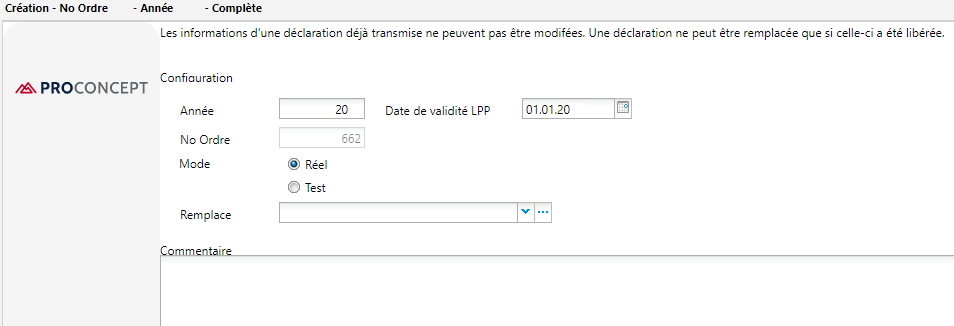 Création - No Ordre - Année - Complète
Les informations d'une déclaration déjà transmise ne peuvent pas être modifées. Une déclaration ne peut être remplacée que si celle-ci a été libérée.
PROCONCEPT
Configuration
Année 20 Date de validité LPP 01.01.20
No Ordre 662
Mode Réel
Test
Remplace
Commentaire